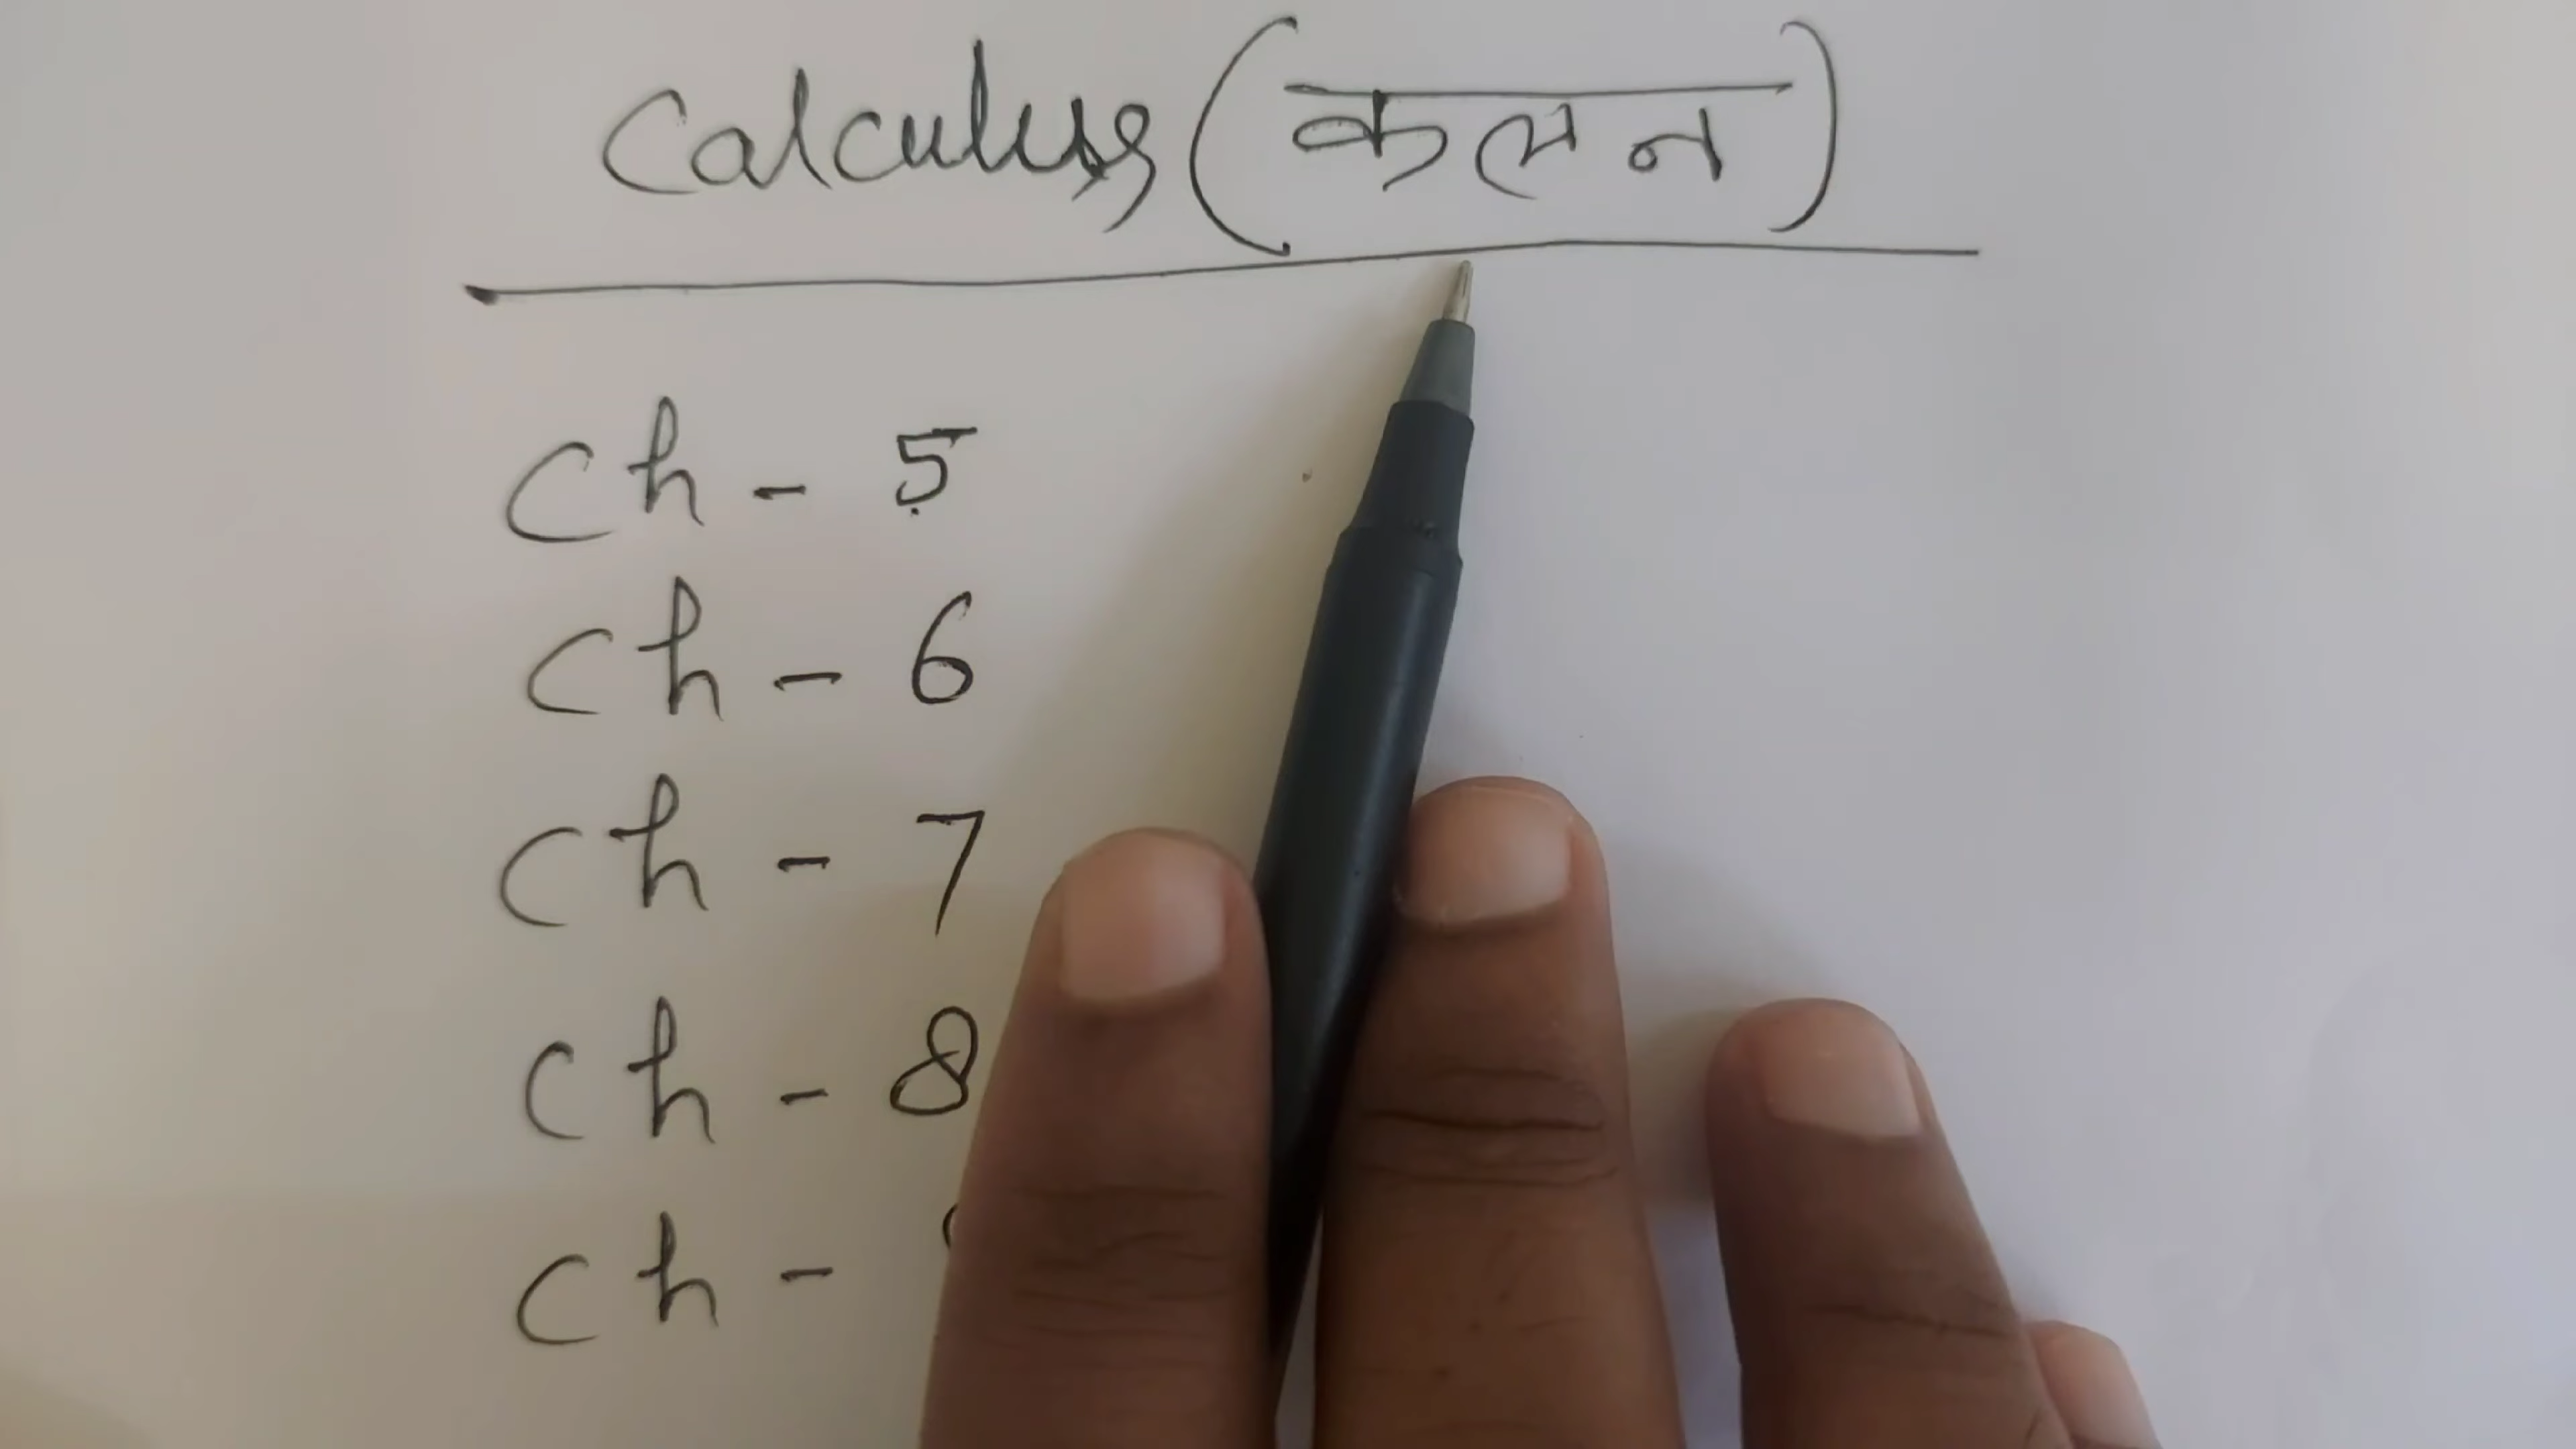 Calculus (कलन)
Ch - 5
Ch - 6
Ch - 7
Ch - 8
Ch -